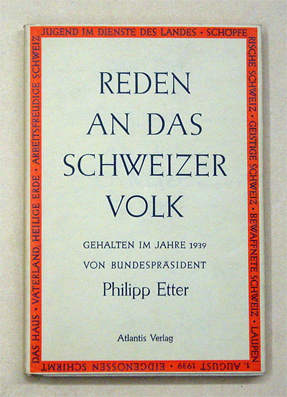 JUGEND IM DIENSTE DES LANDES · SCHÖPFE
RISCHE SCHWEIZ · GEISTIGE SCHWEIZ · BEWAFFNETE SCHWEIZ · LAUPEN
1. AUGUST 1939 · EIDGENOSSEN SCHIRMT
DAS HAUS · VATERLAND, HEILIGE ERDE · ARBEITSFREUDIGE SCHWEIZ
REDEN
AN DAS
SCHWEIZER
VOLK
GEHALTEN IM JAHRE 1939
VON BUNDESPRÄSIDENT
Philipp Etter
Atlantis Verlag